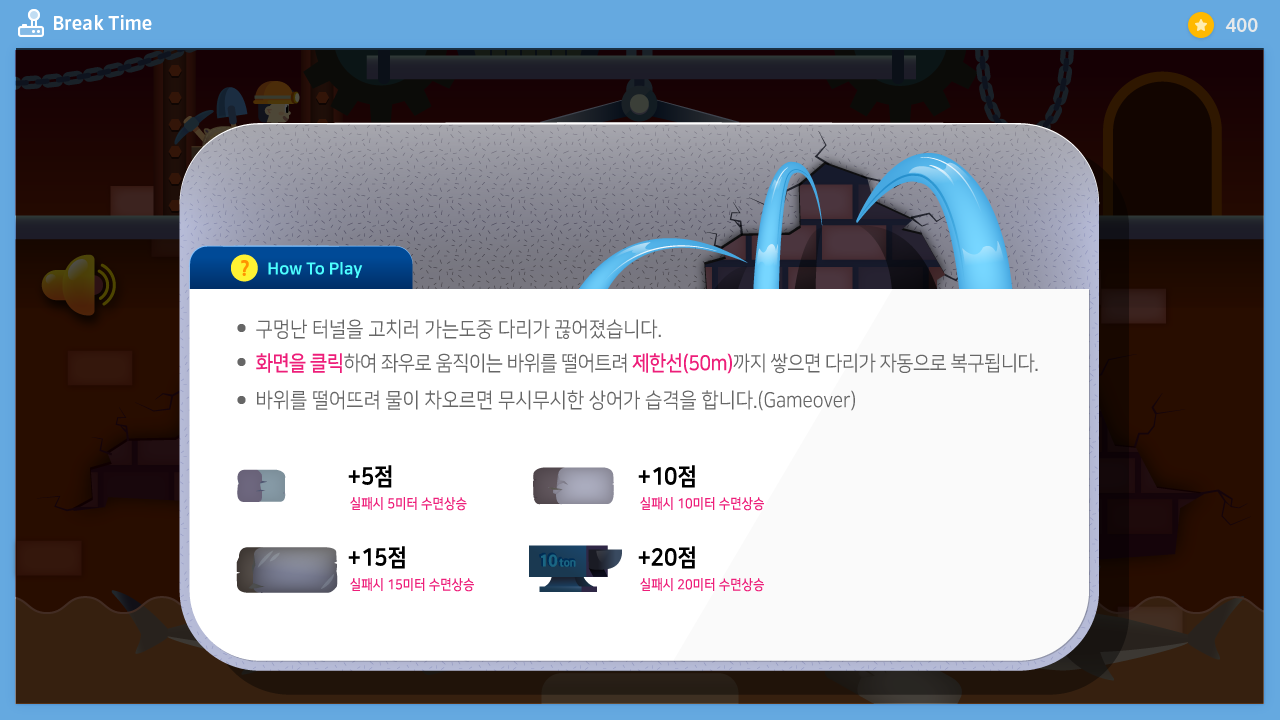 Break Time
400
? How To Play
구멍난 터널을 고치러 가는도중 다리가 끊어졌습니다.
화면을 클릭하여 좌우로 움직이는 바위를 떨어트려 제한선(50m)까지 쌓으면 다리가 자동으로 복구됩니다.
바위를 떨어뜨려 물이 차오르면 무시무시한 상어가 습격을 합니다.(Gameover)
+5점
실패시 5미터 수면상승
+10점
실패시 10미터 수면상승
+15점
실패시 15미터 수면상승
10 ton
+20점
실패시 20미터 수면상승